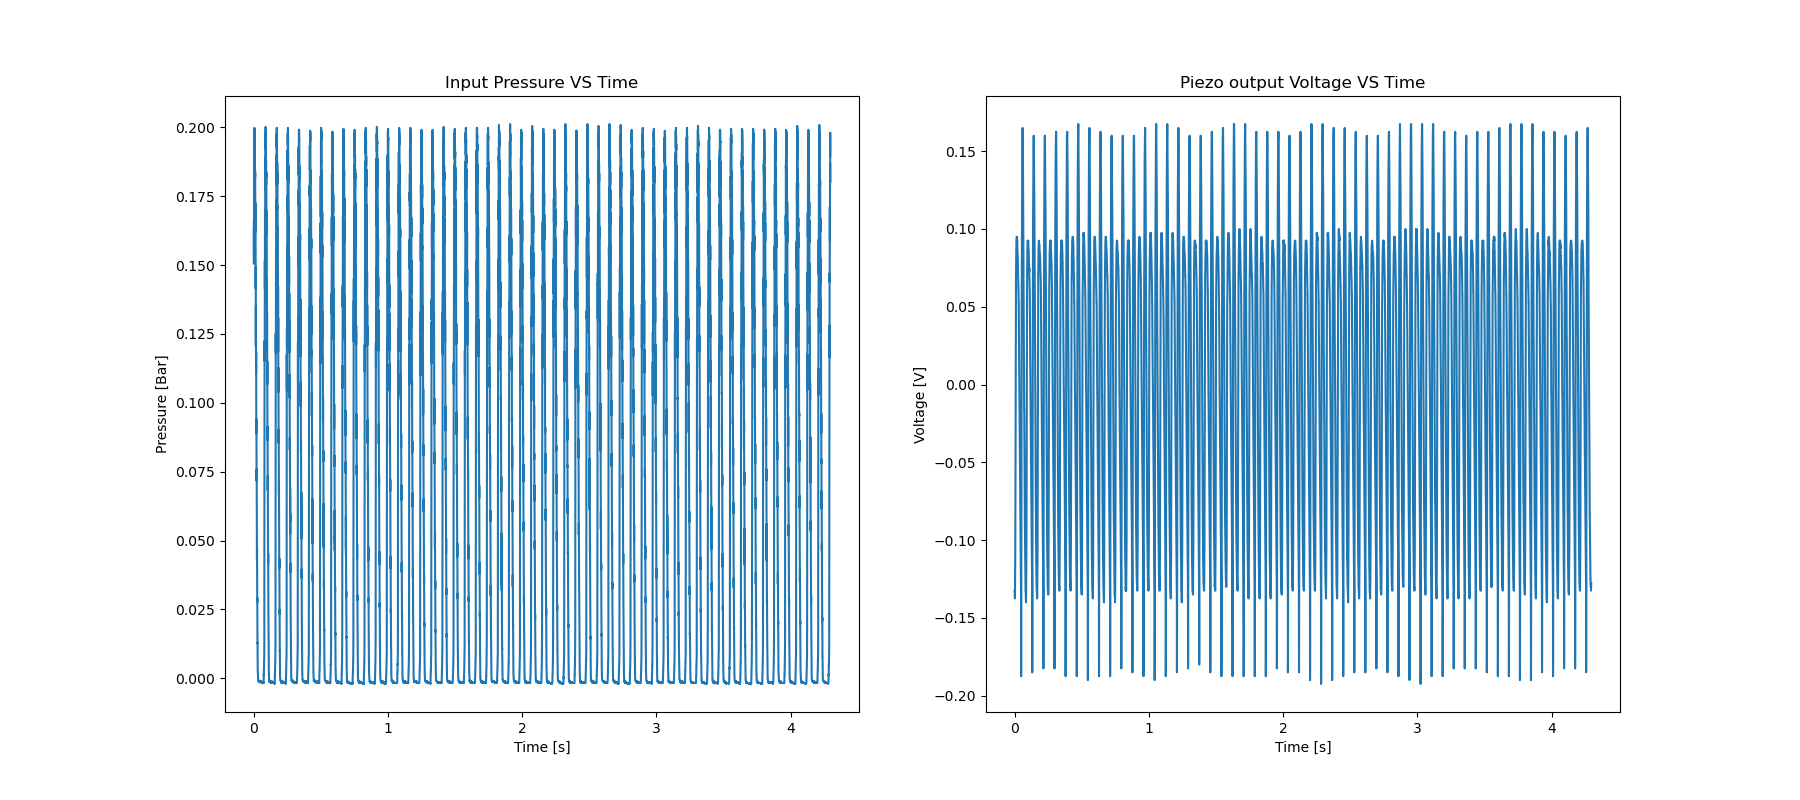 Input Pressure VS Time
0.200
0.175
0.150
0.125
0.100
0.075
0.050
0.025
0.000
Pressure [Bar]
0 1 2 3 4
Time [s]
Piezo output Voltage VS Time
0.15
0.10
0.05
0.00
−0.05
−0.10
−0.15
−0.20
Voltage [V]
0 1 2 3 4
Time [s]